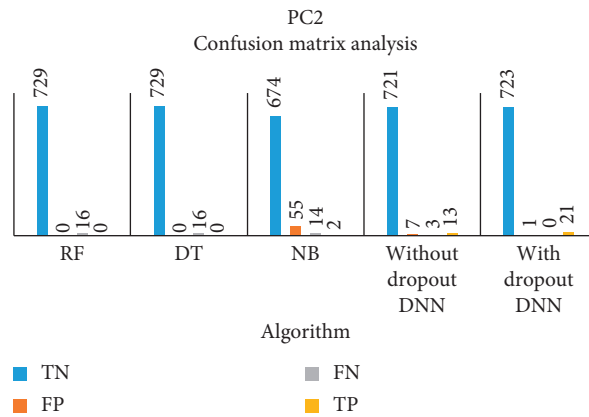 PC2
Confusion matrix analysis
729 0 16 0
729 0 16 0
674 55 14 2
721 7 3 13
723 1 0 21
RF
DT
NB
Without
dropout
DNN
With
dropout
DNN
Algorithm
TN
FP
FN
TP